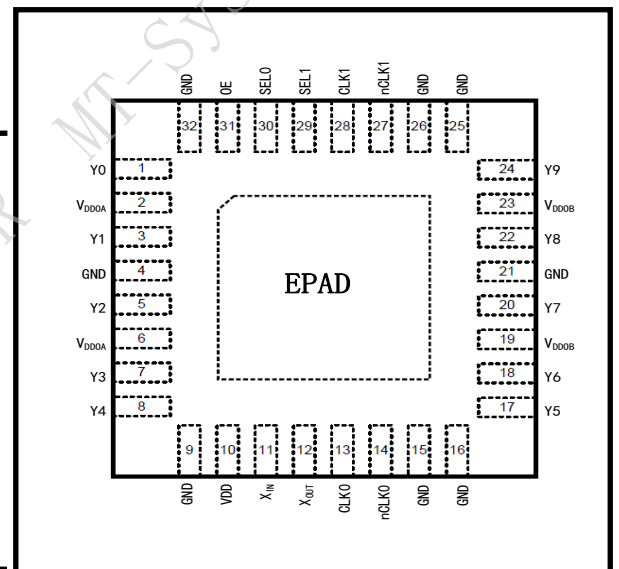 MT-Sy
R
GND OE SEL0 SEL1 CLK1 nCLK1 GND GND
32 31 30 29 28 27 26 25
Y0 1 24 Y9
VDDOA 2 23 VDDOB
Y1 3 22 Y8
GND 4 21 GND
EPAD
Y2 5 20 Y7
VDDOA 6 19 VDDOB
Y3 7 18 Y6
Y4 8 17 Y5
9 10 11 12 13 14 15 16
GND VDD XIN XOUT CLK0 nCLK0 GND GND